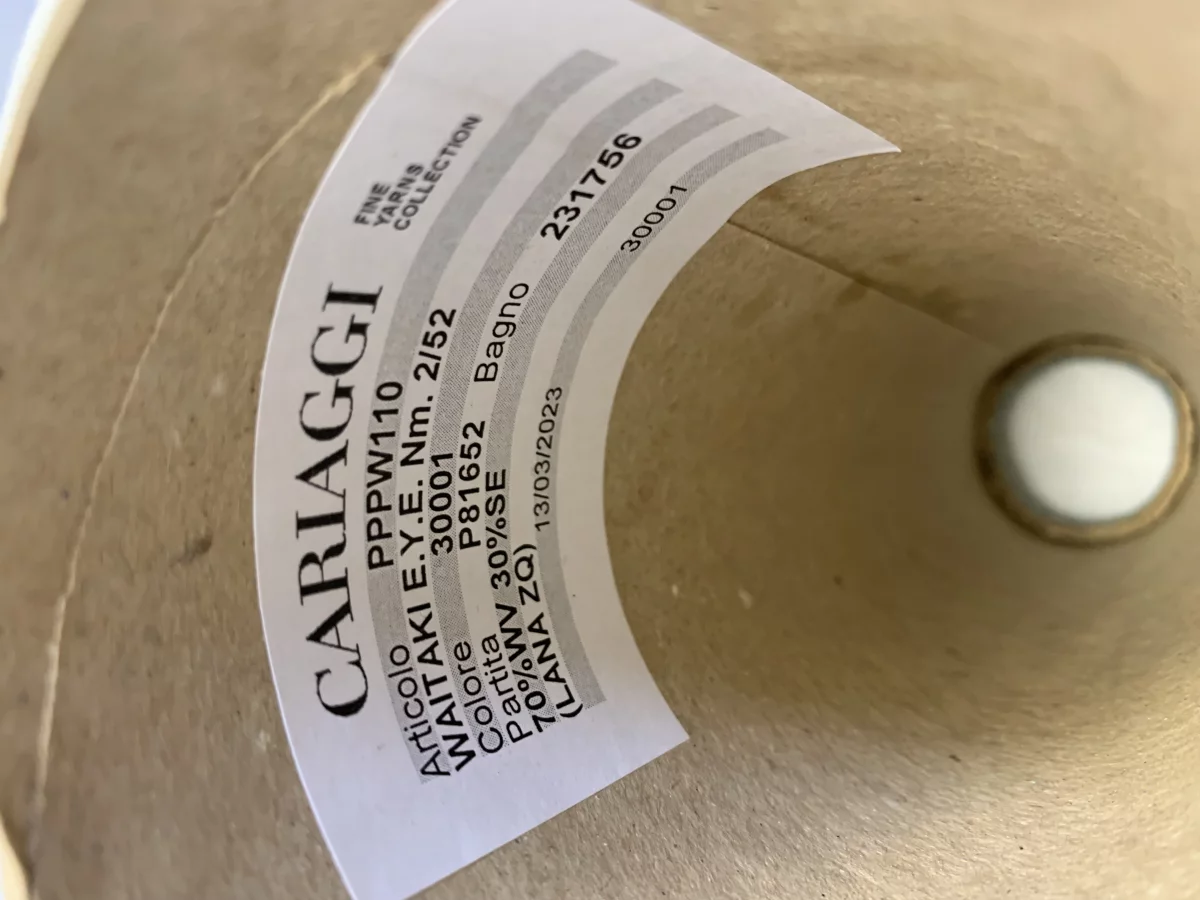 CARIAGGI
FINE
YARNS
COLLECTION
Articolo PPPW110
WAITAKI E.Y.E. Nm. 2/52
Colore 30001
Partita P81652 Bagno 231756
70%WV 30%SE
(LANA ZQ) 13/03/2023 30001